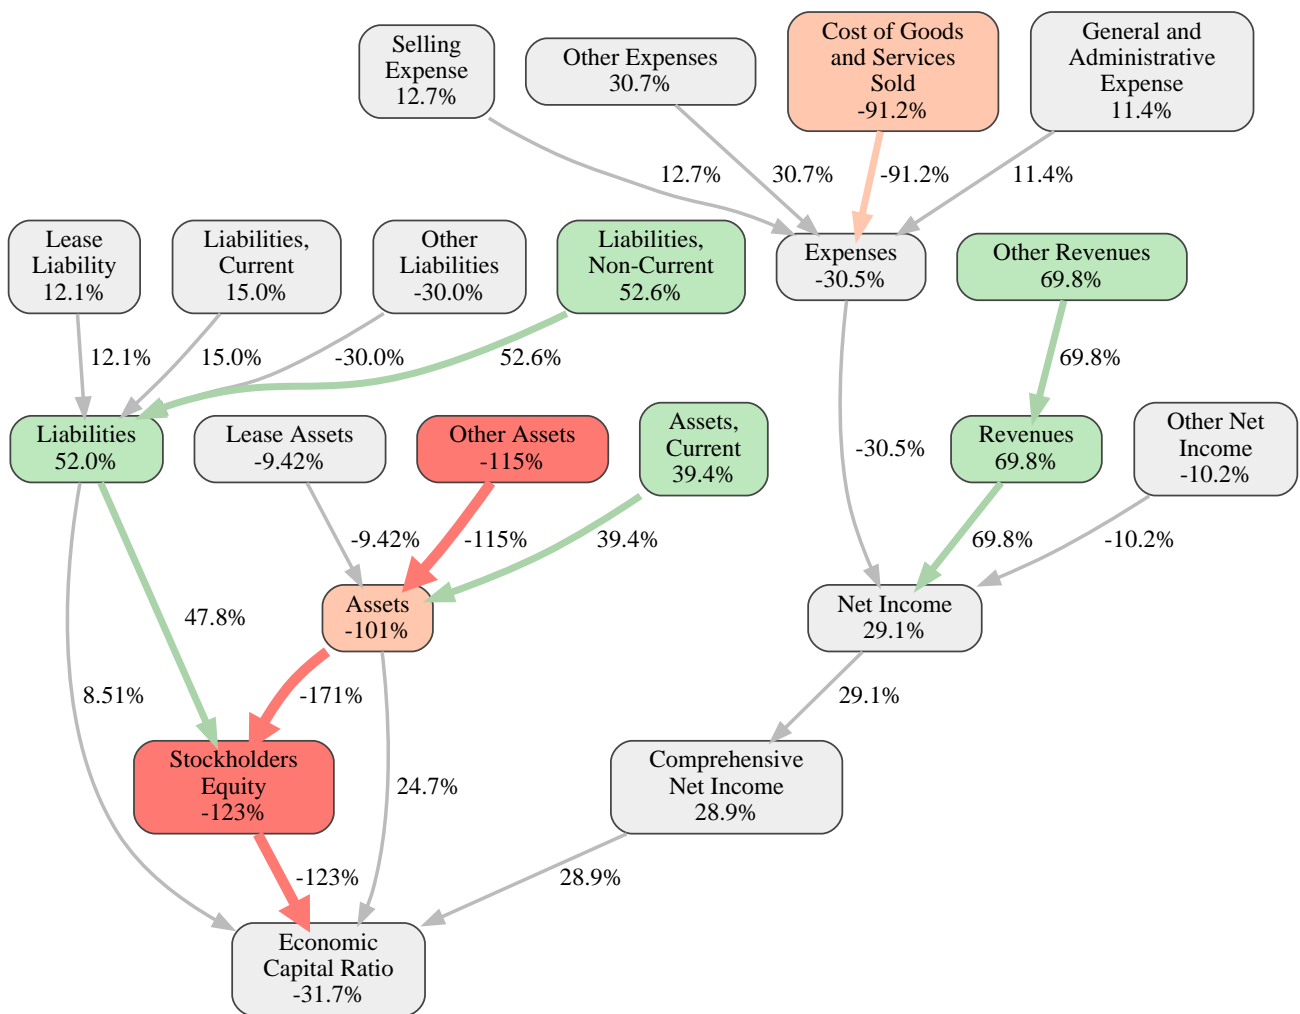 Selling
Expense
12.7%
Other Expenses
30.7%
Cost of Goods
and Services
Sold
-91.2%
General and
Administrative
Expense
11.4%
12.7%
30.7%
-91.2%
11.4%
Lease
Liability
12.1%
Liabilities,
Current
15.0%
Other
Liabilities
-30.0%
Liabilities,
Non-Current
52.6%
Expenses
-30.5%
Other Revenues
69.8%
12.1%
15.0%
-30.0%
52.6%
69.8%
Liabilities
52.0%
Lease Assets
-9.42%
Other Assets
-115%
Assets,
Current
39.4%
-30.5%
Revenues
69.8%
Other Net
Income
-10.2%
-9.42%
-115%
39.4%
69.8%
-10.2%
47.8%
Assets
-101%
Net Income
29.1%
8.51%
-171%
29.1%
Stockholders
Equity
-123%
24.7%
Comprehensive
Net Income
28.9%
-123%
28.9%
Economic
Capital Ratio
-31.7%